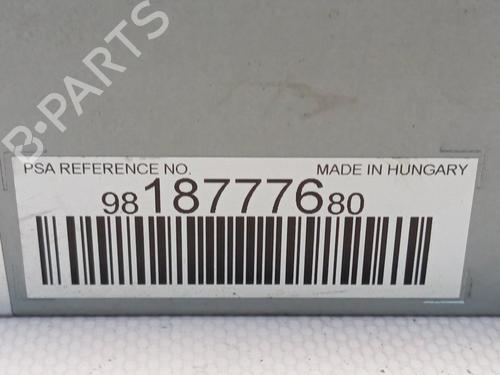 B-PARTS
PSA REFERENCE NO. MADE IN HUNGARY
9818777680